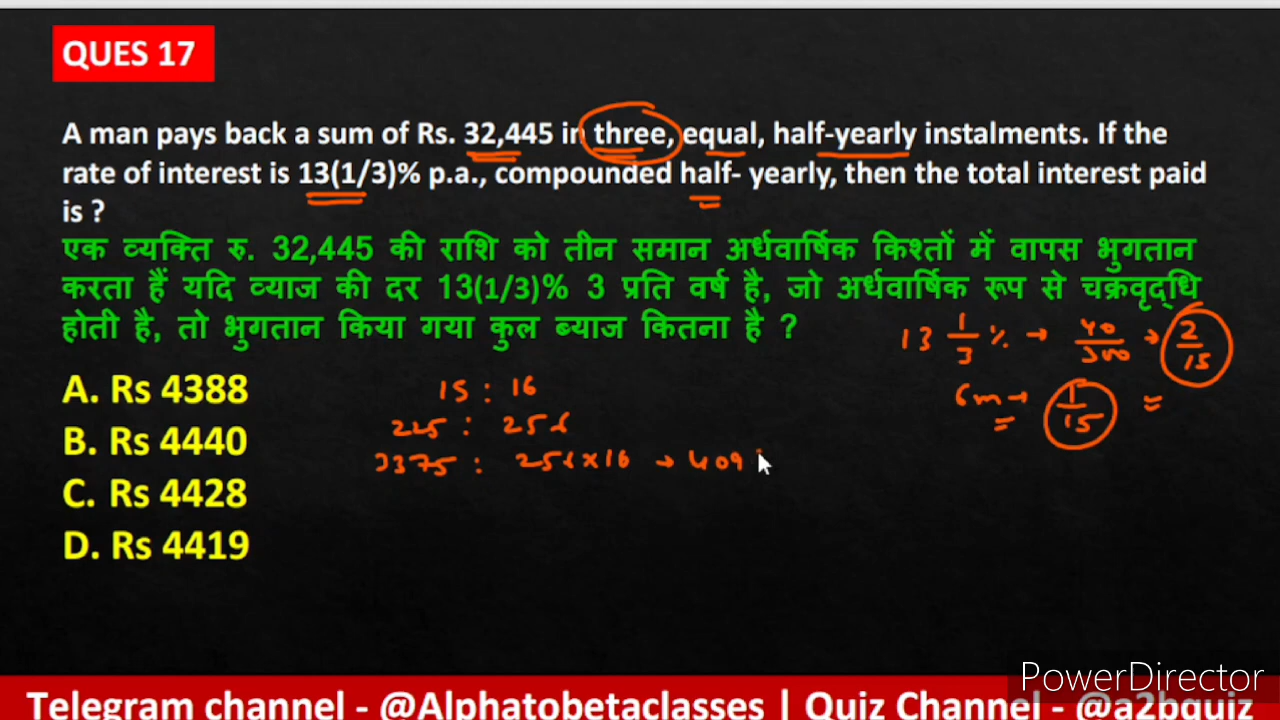 QUES 17
A man pays back a sum of Rs. 32,445 in three, equal, half-yearly instalments. If the
rate of interest is 13(1/3)% p.a., compounded half- yearly, then the total interest paid
is ?
एक व्यक्ति रु. 32,445 की राशि को तीन समान अर्धवार्षिक किश्तों में वापस भुगतान
करता हैं यदि ब्याज की दर 13(1/3)% 3 प्रति वर्ष है, जो अर्धवार्षिक रूप से चक्रवृद्धि
होती है, तो भुगतान किया गया कुल ब्याज कितना है ?
13 1/3 % → 40/300 → 2/15
6m → 1/15 =
=
A. Rs 4388
15 : 16
225 : 256
B. Rs 4440
3375 : 256×16 → 409
C. Rs 4428
D. Rs 4419
PowerDirector
Telegram channel - @Alphatobetaclasses | Quiz Channel - @a2bquiz